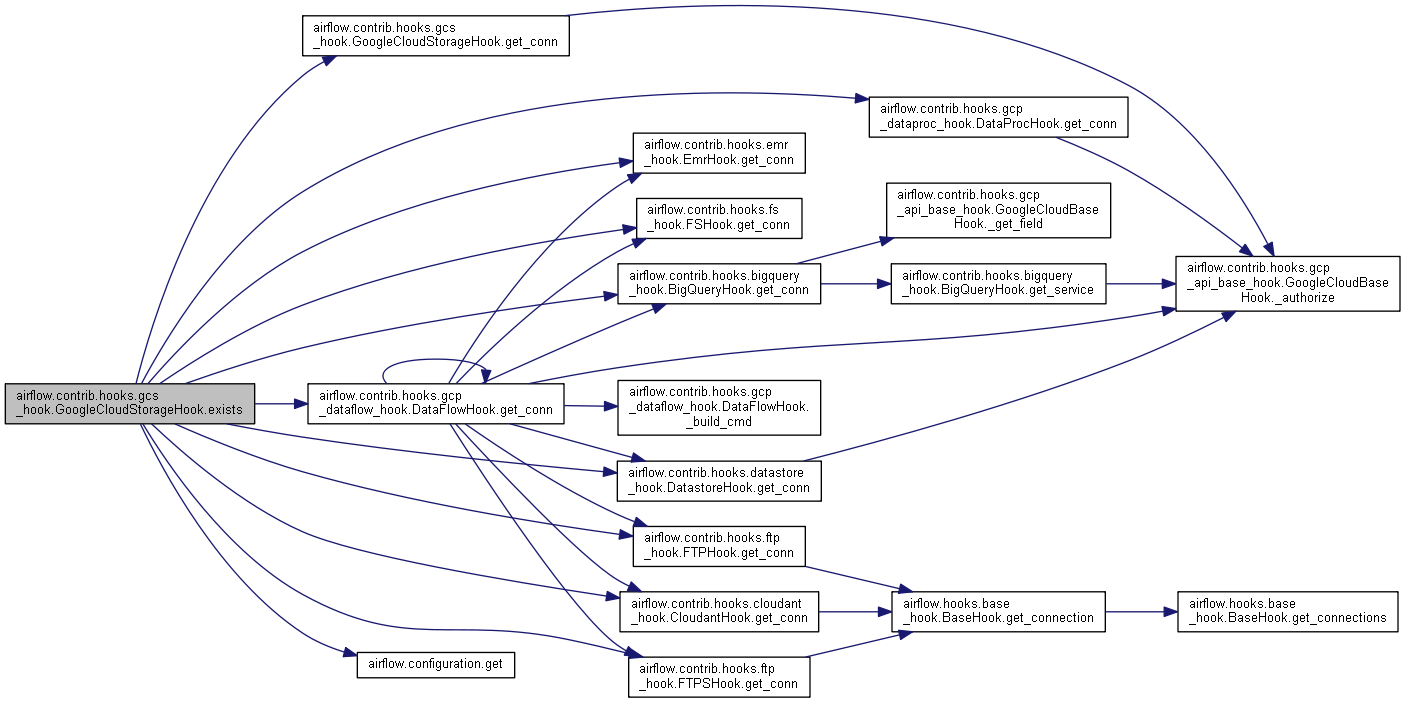 airflow.contrib.hooks.gcs
_hook.GoogleCloudStorageHook.get_conn
airflow.contrib.hooks.gcp
_dataproc_hook.DataProcHook.get_conn
airflow.contrib.hooks.emr
_hook.EmrHook.get_conn
airflow.contrib.hooks.gcp
_api_base_hook.GoogleCloudBase
Hook._get_field
airflow.contrib.hooks.fs
_hook.FSHook.get_conn
airflow.contrib.hooks.bigquery
_hook.BigQueryHook.get_conn
airflow.contrib.hooks.bigquery
_hook.BigQueryHook.get_service
airflow.contrib.hooks.gcp
_api_base_hook.GoogleCloudBase
Hook._authorize
airflow.contrib.hooks.gcs
_hook.GoogleCloudStorageHook.exists
airflow.contrib.hooks.gcp
_dataflow_hook.DataFlowHook.get_conn
airflow.contrib.hooks.gcp
_dataflow_hook.DataFlowHook.
_build_cmd
airflow.contrib.hooks.datastore
_hook.DatastoreHook.get_conn
airflow.contrib.hooks.ftp
_hook.FTPHook.get_conn
airflow.contrib.hooks.cloudant
_hook.CloudantHook.get_conn
airflow.hooks.base
_hook.BaseHook.get_connection
airflow.hooks.base
_hook.BaseHook.get_connections
airflow.configuration.get
airflow.contrib.hooks.ftp
_hook.FTPSHook.get_conn